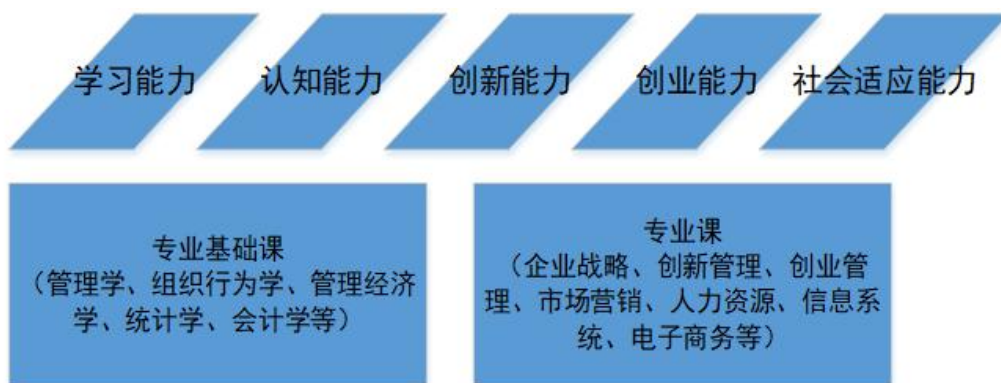 学习能力
认知能力
创新能力
创业能力
社会适应能力
专业基础课
（管理学、组织行为学、管理经济
学、统计学、会计学等）
专业课
（企业战略、创新管理、创业管
理、市场营销、人力资源、信息系
统、电子商务等）